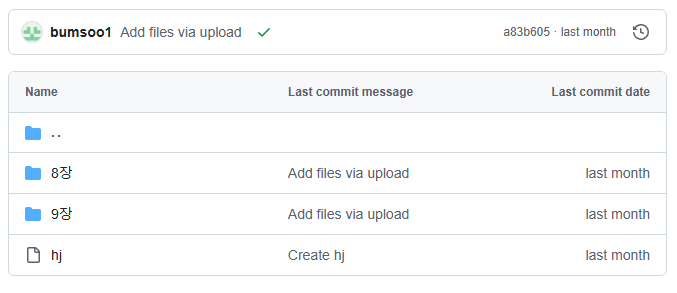 bumsoo1 Add files via upload a83b605 · last month
Name Last commit message Last commit date
..
8장 Add files via upload last month
9장 Add files via upload last month
hj Create hj last month